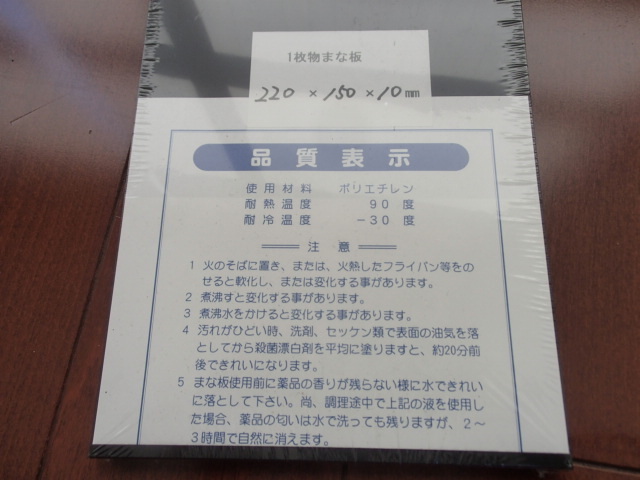 1枚物まな板
220 × 150 × 10mm
品質表示
使用材料 ポリエチレン
耐熱温度 90 度
耐冷温度 -30 度
注意
1 火のそばに置き、または、火熱したフライパン等をの
せると軟化し、または変化する事があります。
2 煮沸すと変化する事があります。
3 煮沸水をかけると変化する事があります。
4 汚れがひどい時、洗剤、セッケン類で表面の油気を落
としてから殺菌漂白剤を平均に塗りますと、約20分前
後できれいになります。
5 まな板使用前に薬品の香りが残らない様に水できれい
に落として下さい。尚、調理途中で上記の液を使用し
た場合、薬品の匂いは水で洗っても残りますが、2~
3時間で自然に消えます。